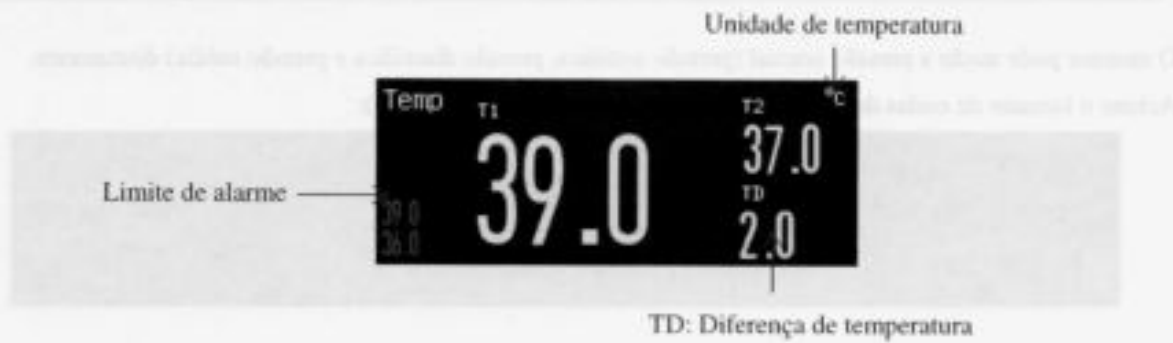 Unidade de temperatura
Temp T1 T2 °C
39.0 37.0
Limite de alarme
39.0
36.0
TD
2.0
TD: Diferença de temperatura